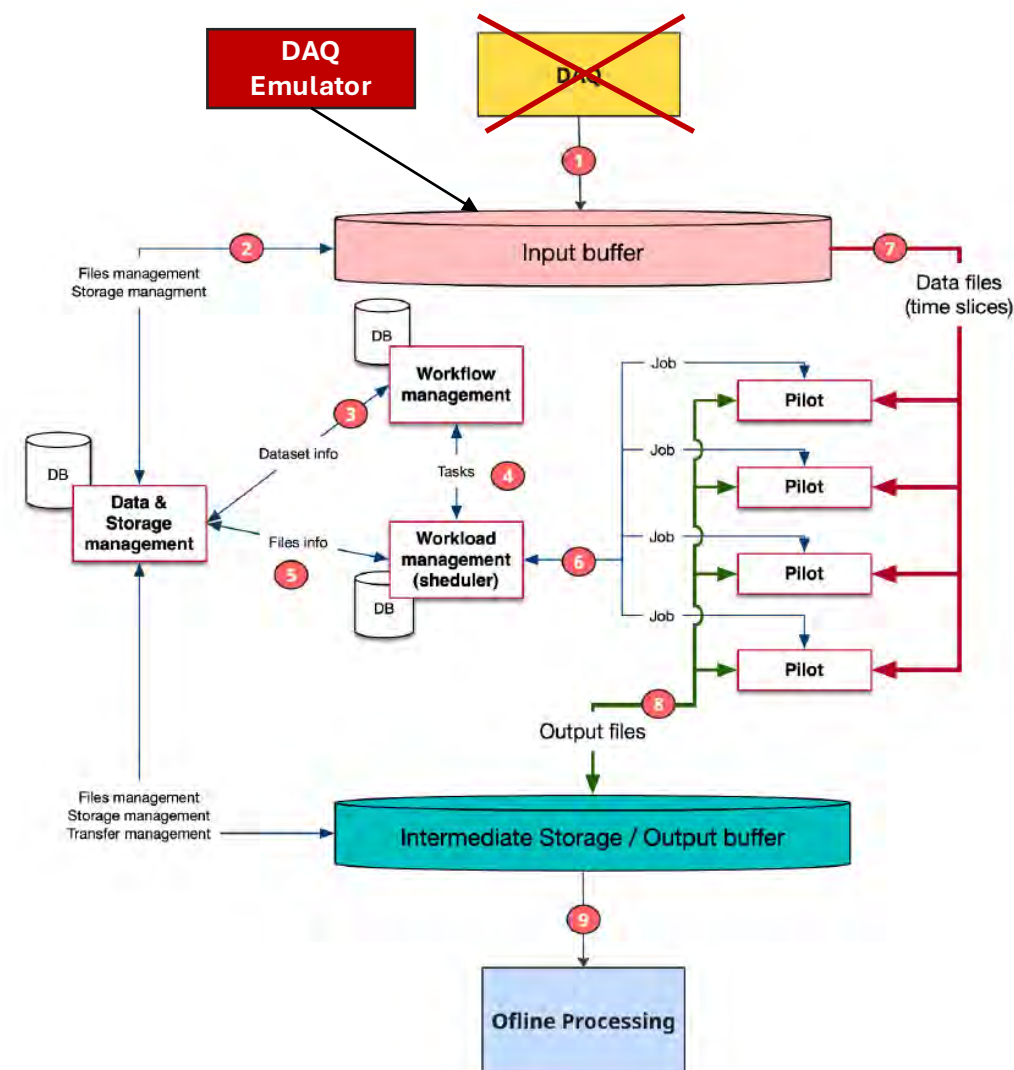 DAQ
Emulator
DAQ
1
2
Input buffer
7
Files management
Storage managment
Data files
(time slices)
DB
Workflow
management
Job
Pilot
3
Dataset info
DB
Tasks
4
Job
Pilot
Data &
Storage
management
Files info
5
Workload
management
(sheduler)
DB
6
Job
Pilot
Job
Pilot
8
Output files
Files management
Storage management
Transfer management
Intermediate Storage / Output buffer
9
Ofline Processing